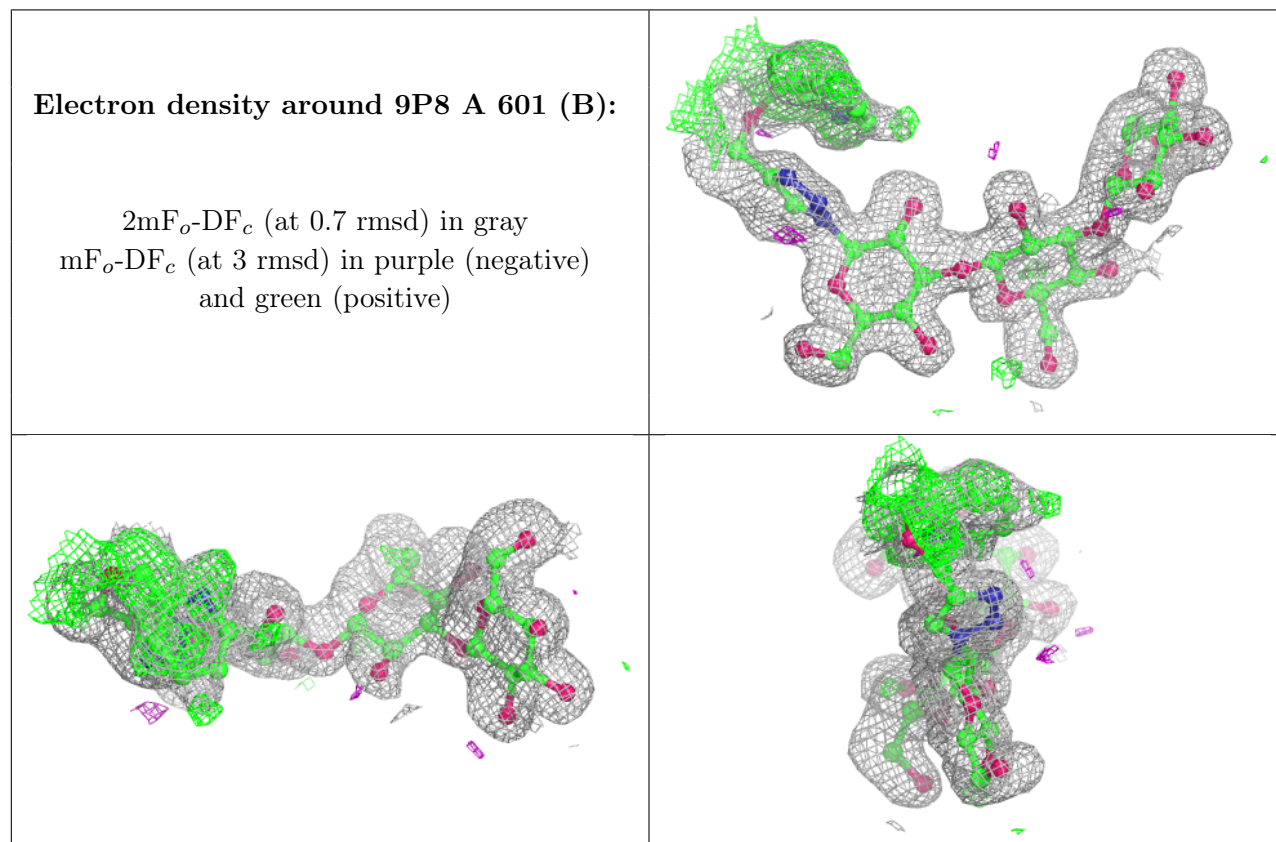 Electron density around 9P8 A 601 (B):
2mFo-DFc (at 0.7 rmsd) in gray
mFo-DFc (at 3 rmsd) in purple (negative)
and green (positive)